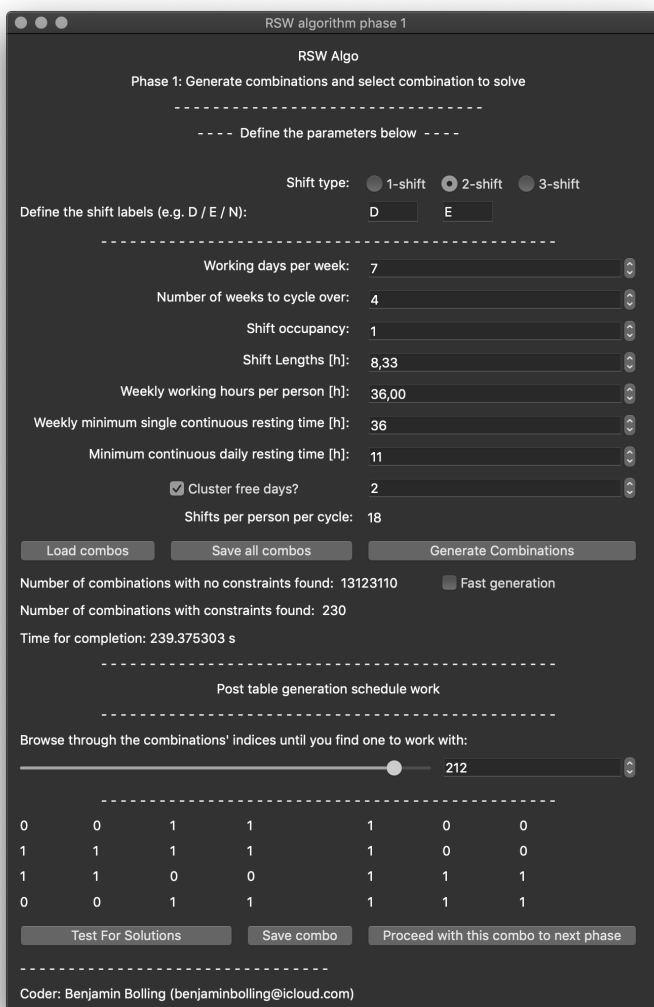 RSW algorithm phase 1
RSW Algo
Phase 1: Generate combinations and select combination to solve
- - - - - - - - - - - - - - - - - - - - - - - - - - - - - - - -
- - - - Define the parameters below - - - -
Shift type: 1-shift 2-shift 3-shift
Define the shift labels (e.g. D / E / N): D E
- - - - - - - - - - - - - - - - - - - - - - - - - - - - - - - - - - - - - - - - - - - - - - -
Working days per week: 7
Number of weeks to cycle over: 4
Shift occupancy: 1
Shift Lengths [h]: 8,33
Weekly working hours per person [h]: 36,00
Weekly minimum single continuous resting time [h]: 36
Minimum continuous daily resting time [h]: 11
Cluster free days? 2
Shifts per person per cycle: 18
Load combos Save all combos Generate Combinations
Number of combinations with no constraints found: 13123110 Fast generation
Number of combinations with constraints found: 230
Time for completion: 239.375303 s
- - - - - - - - - - - - - - - - - - - - - - - - - - - - - - - - - - - - - - - - - - - - - - -
Post table generation schedule work
- - - - - - - - - - - - - - - - - - - - - - - - - - - - - - - - - - - - - - - - - - - - - - -
Browse through the combinations' indices until you find one to work with:
212
- - - - - - - - - - - - - - - - - - - - - - - - - - - - - - - - - - - - - - - - - - - - - - -
0 0 1 1 1 0 0
1 1 1 1 1 0 0
1 1 0 0 1 1 1
0 0 1 1 1 1 1
Test For Solutions Save combo Proceed with this combo to next phase
- - - - - - - - - - - - - - - - - - - - - - - - - - - - - - - -
Coder: Benjamin Bolling (benjaminbolling@icloud.com)